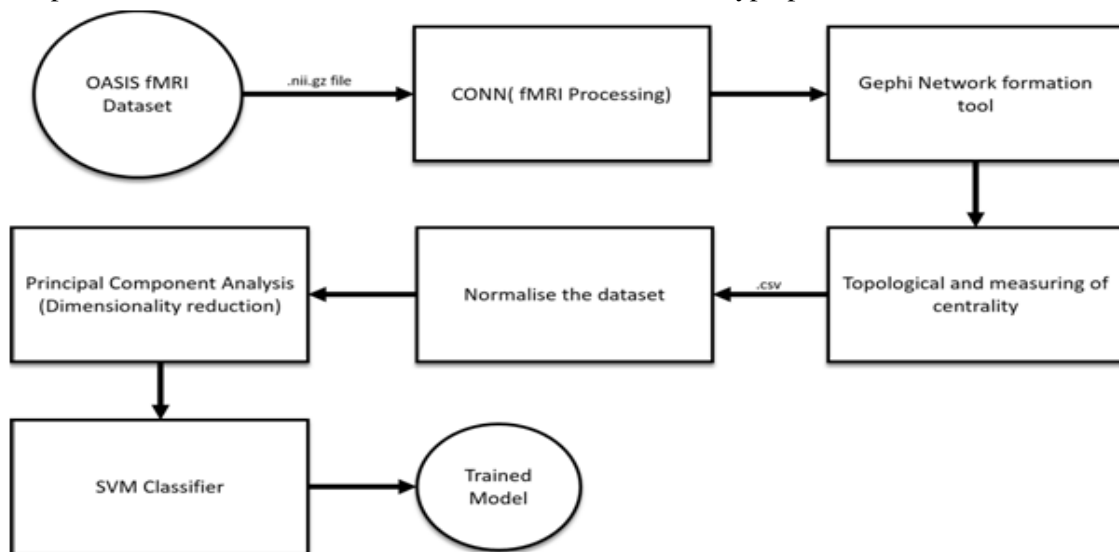 OASIS fMRI
Dataset
.nii.gz file
CONN( fMRI Processing)
Gephi Network formation
tool
Topological and measuring of
centrality
.csv
Normalise the dataset
Principal Component Analysis
(Dimensionality reduction)
SVM Classifier
Trained
Model